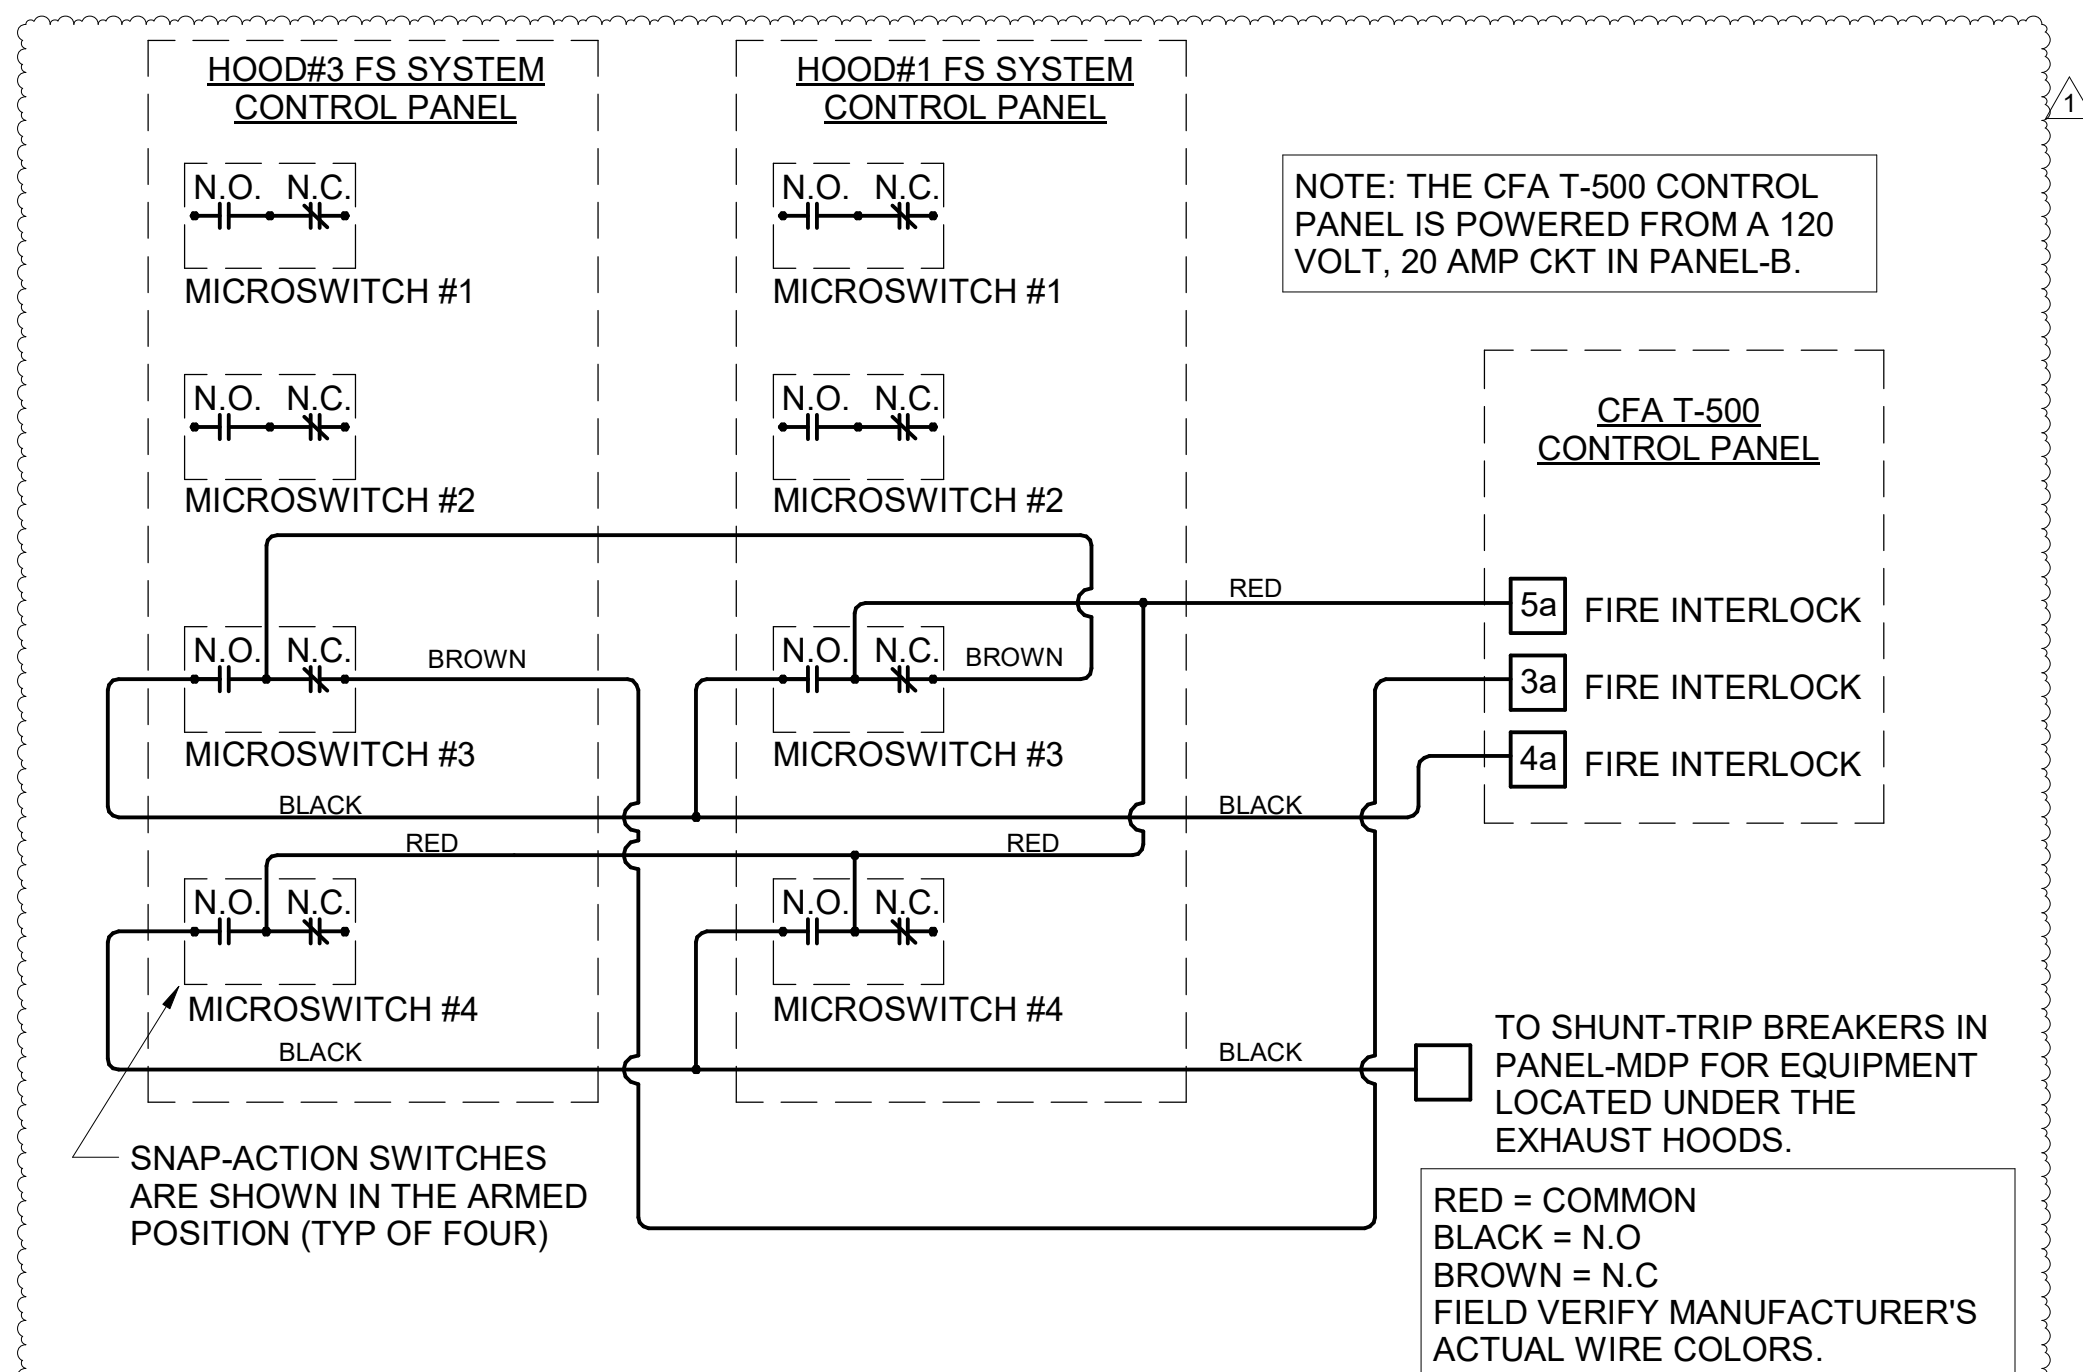 HOOD#3 FS SYSTEM
CONTROL PANEL
N.O. N.C.
MICROSWITCH #1
N.O. N.C.
MICROSWITCH #2
N.O. N.C.
BROWN
MICROSWITCH #3
BLACK
RED
N.O. N.C.
MICROSWITCH #4
BLACK
SNAP-ACTION SWITCHES
ARE SHOWN IN THE ARMED
POSITION (TYP OF FOUR)
HOOD#1 FS SYSTEM
CONTROL PANEL
N.O. N.C.
MICROSWITCH #1
N.O. N.C.
MICROSWITCH #2
N.O. N.C.
BROWN
MICROSWITCH #3
RED
N.O. N.C.
MICROSWITCH #4
RED
BLACK
BLACK
1
NOTE: THE CFA T-500 CONTROL
PANEL IS POWERED FROM A 120
VOLT, 20 AMP CKT IN PANEL-B.
CFA T-500
CONTROL PANEL
5a FIRE INTERLOCK
3a FIRE INTERLOCK
4a FIRE INTERLOCK
TO SHUNT-TRIP BREAKERS IN
PANEL-MDP FOR EQUIPMENT
LOCATED UNDER THE
EXHAUST HOODS.
RED = COMMON
BLACK = N.O
BROWN = N.C
FIELD VERIFY MANUFACTURER'S
ACTUAL WIRE COLORS.